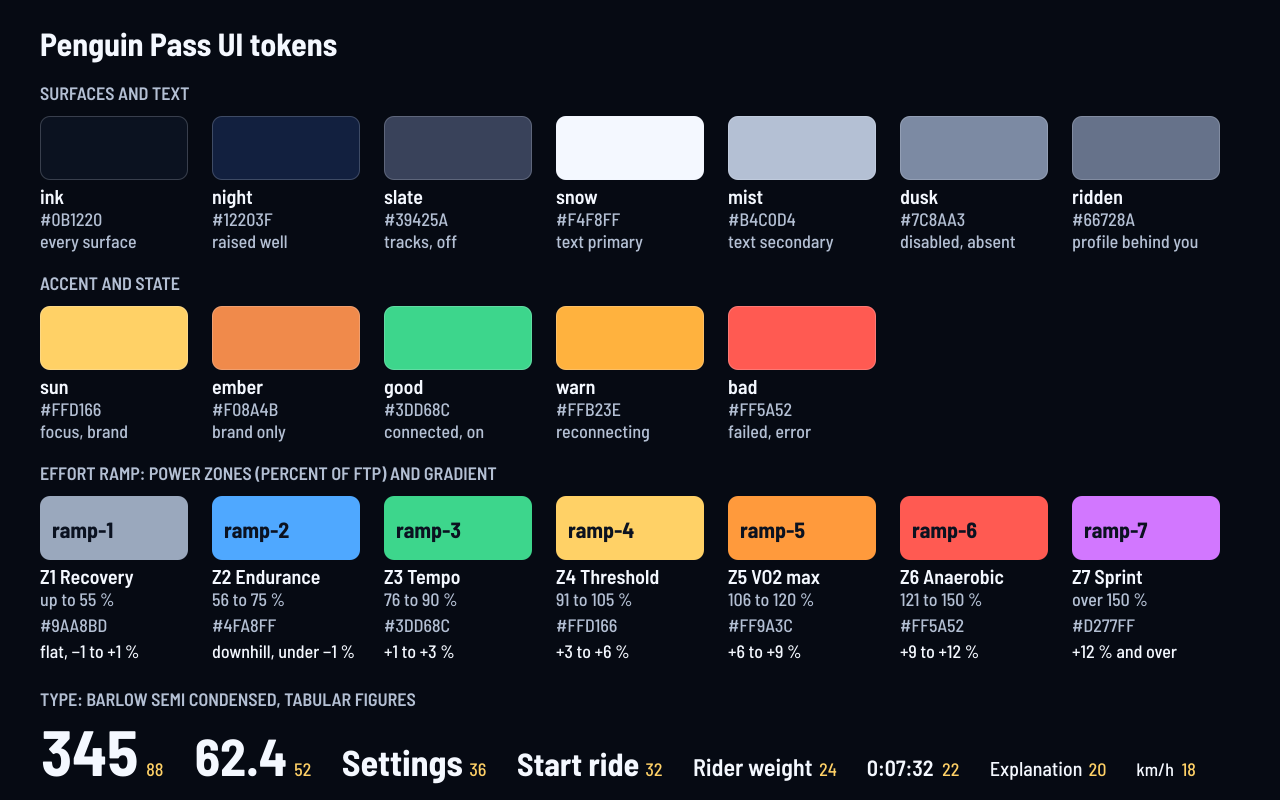 Penguin Pass UI tokens
SURFACES AND TEXT
ink night slate snow mist dusk ridden
#0B1220 #12203F #39425A #F4F8FF #B4C0D4 #7C8AA3 #66728A
every surface raised well tracks, off text primary text secondary disabled, absent profile behind you
ACCENT AND STATE
sun ember good warn bad
#FFD166 #F08A4B #3DD68C #FFB23E #FF5A52
focus, brand brand only connected, on reconnecting failed, error
EFFORT RAMP: POWER ZONES (PERCENT OF FTP) AND GRADIENT
ramp-1 ramp-2 ramp-3 ramp-4 ramp-5 ramp-6 ramp-7
Z1 Recovery Z2 Endurance Z3 Tempo Z4 Threshold Z5 VO2 max Z6 Anaerobic Z7 Sprint
up to 55 % 56 to 75 % 76 to 90 % 91 to 105 % 106 to 120 % 121 to 150 % over 150 %
#9AA8BD #4FA8FF #3DD68C #FFD166 #FF9A3C #FF5A52 #D277FF
flat, −1 to +1 % downhill, under −1 % +1 to +3 % +3 to +6 % +6 to +9 % +9 to +12 % +12 % and over
TYPE: BARLOW SEMI CONDENSED, TABULAR FIGURES
345 88 62.4 52 Settings 36 Start ride 32 Rider weight 24 0:07:32 22 Explanation 20 km/h 18